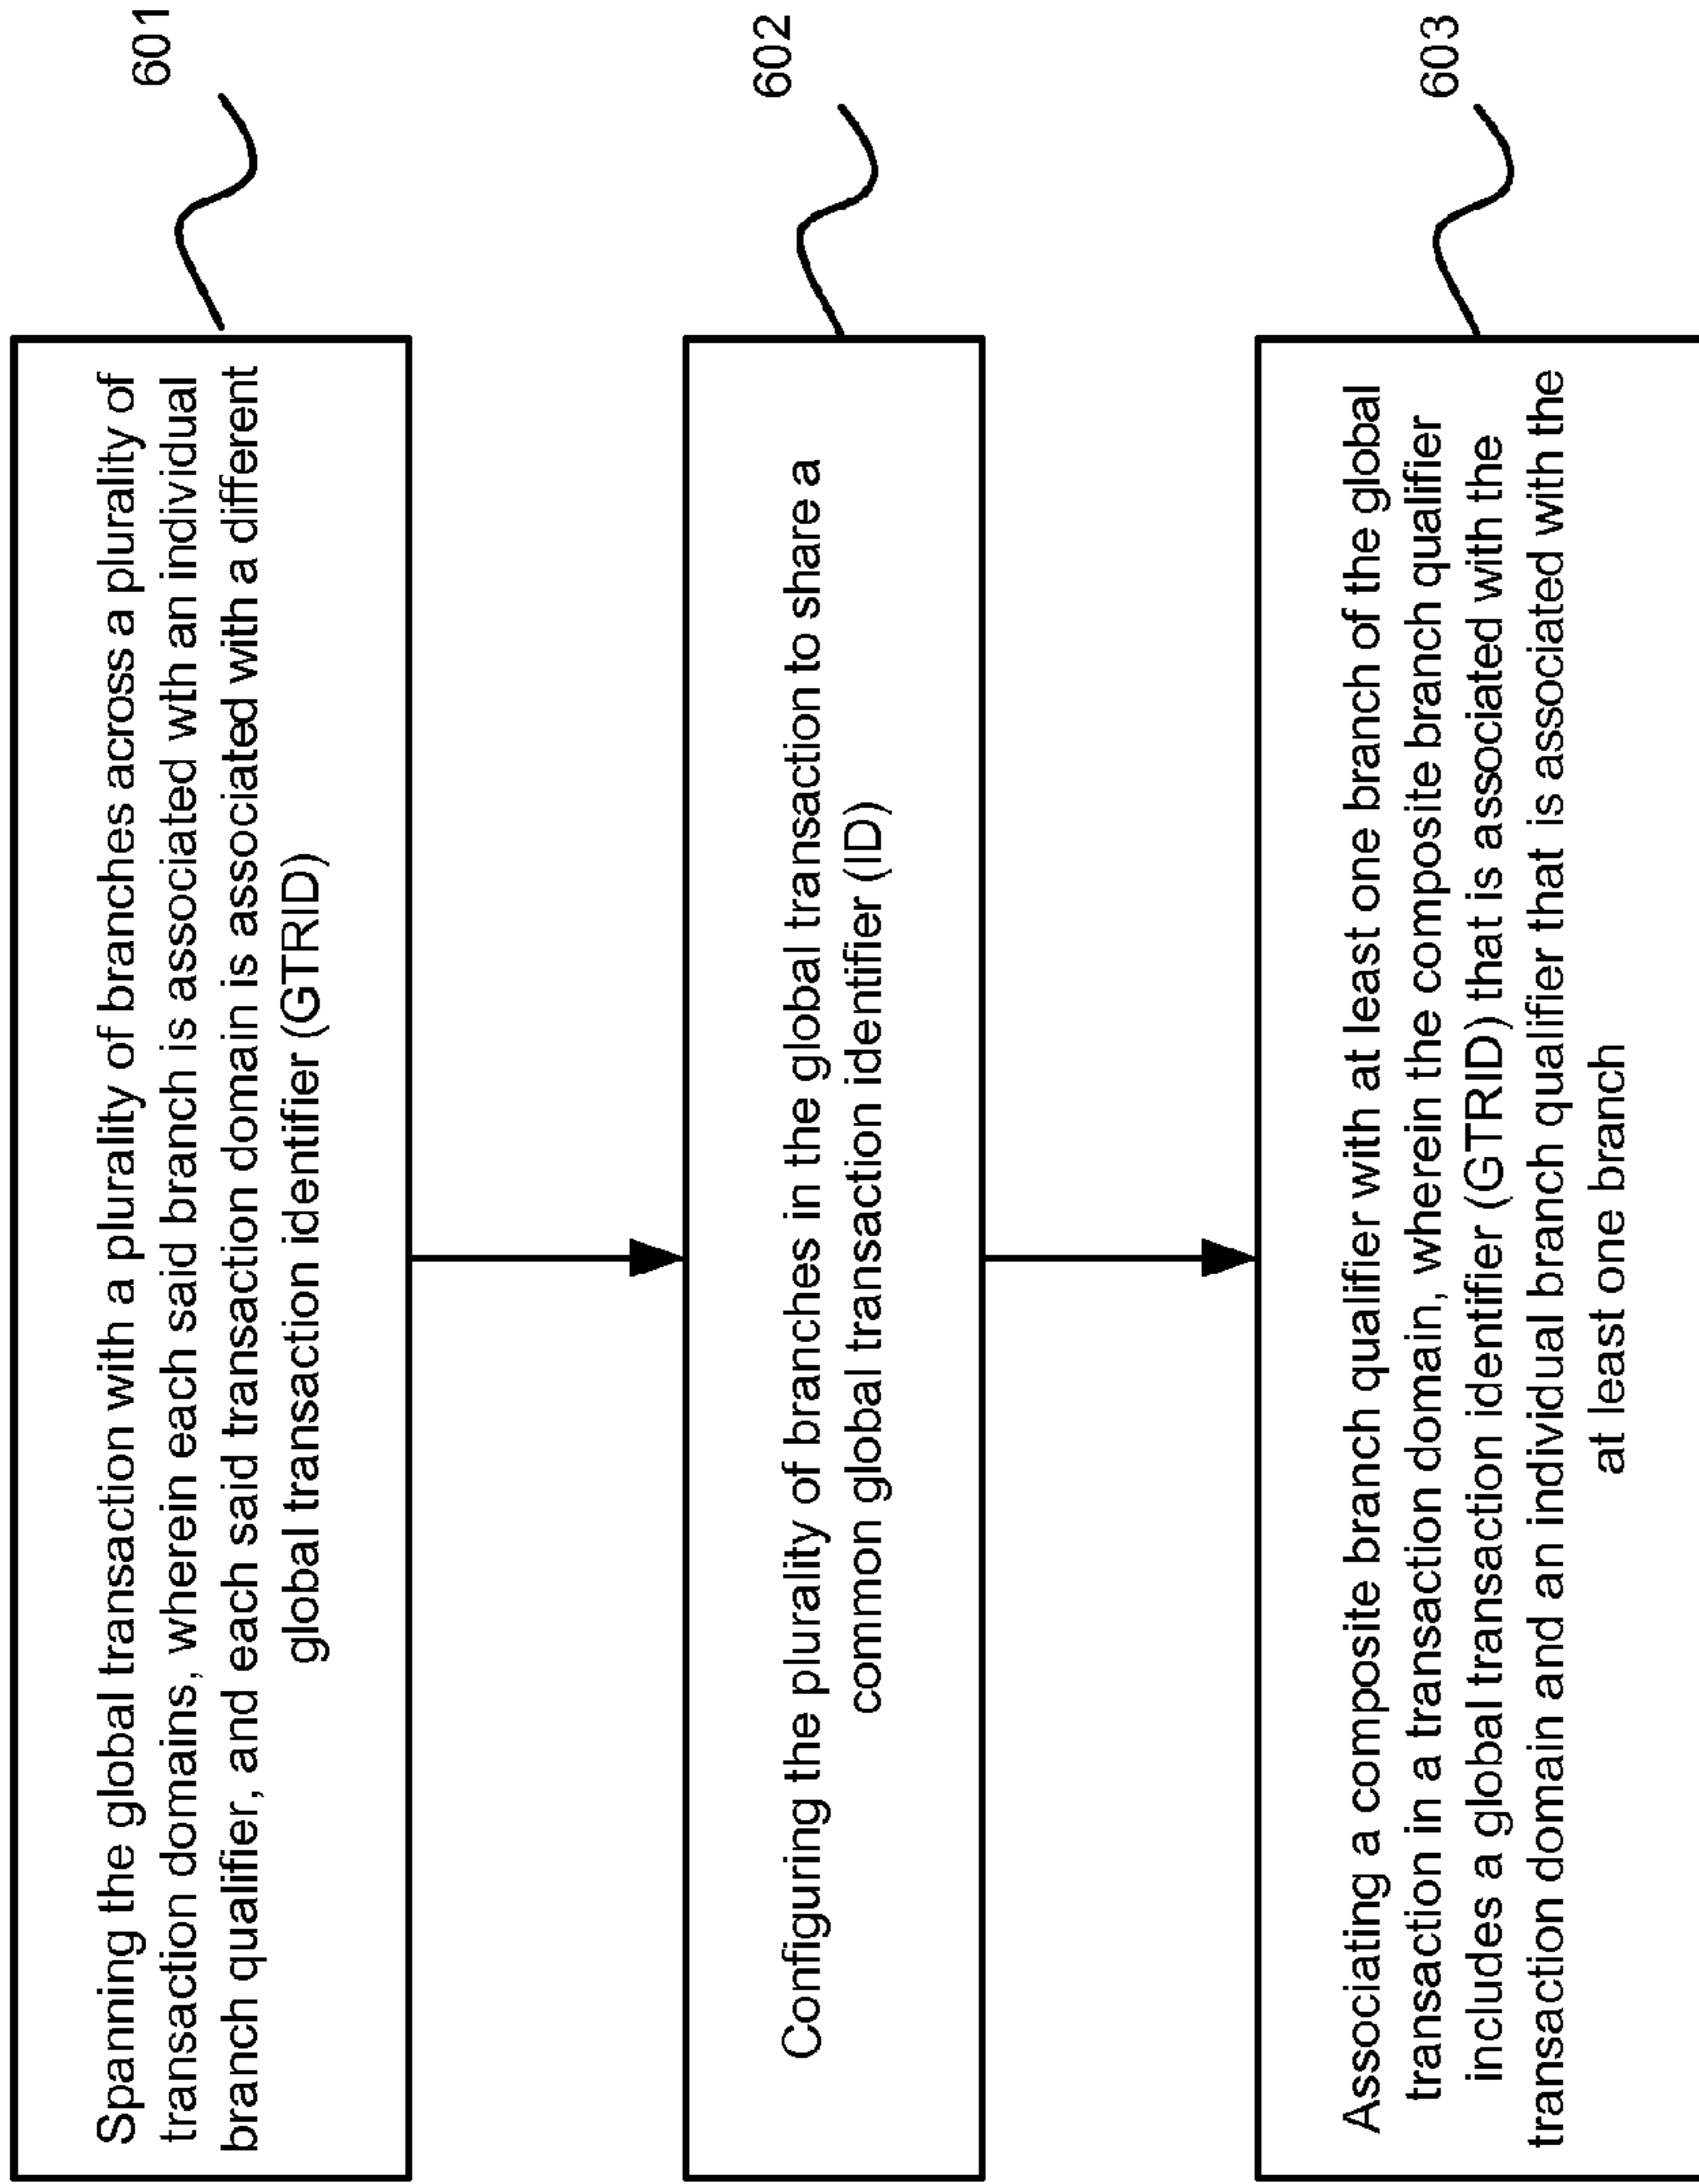 Spanning the global transaction with a plurality of branches across a plurality of
transaction domains, wherein each said branch is associated wth an individual
branch qualifier, and each said transaction domain is associated with a different
global transaction identifier (GTRID)
601
Configuring the plurality of branches in the global transaction to share a
common global transaction identifier (ID)
602
Associating a composite branch qualifier with at least one branch of the global
transaction in a transaction domain, wherein the composite branch qualifier
includes a global transaction identifier (GTRID) that is associated with the
transaction domain and an individual branch qualifier that is associated with the
at least one branch
603